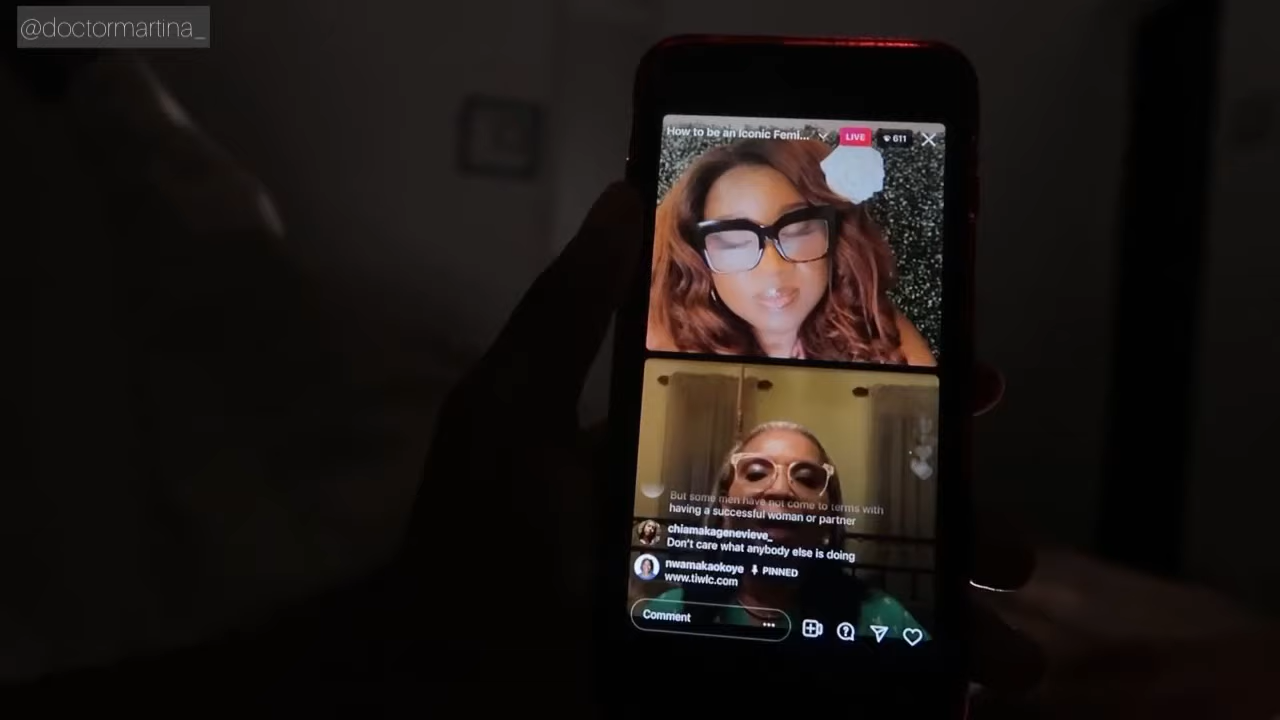 @doctormartina_
How to be an Iconic Femi...
LIVE
611
But some men have not come to terms with
having a successful woman or partner
chiamakagenevieve_
Don't care what anybody else is doing
nwamakaokoye PINNED
www.tiwlc.com
Comment